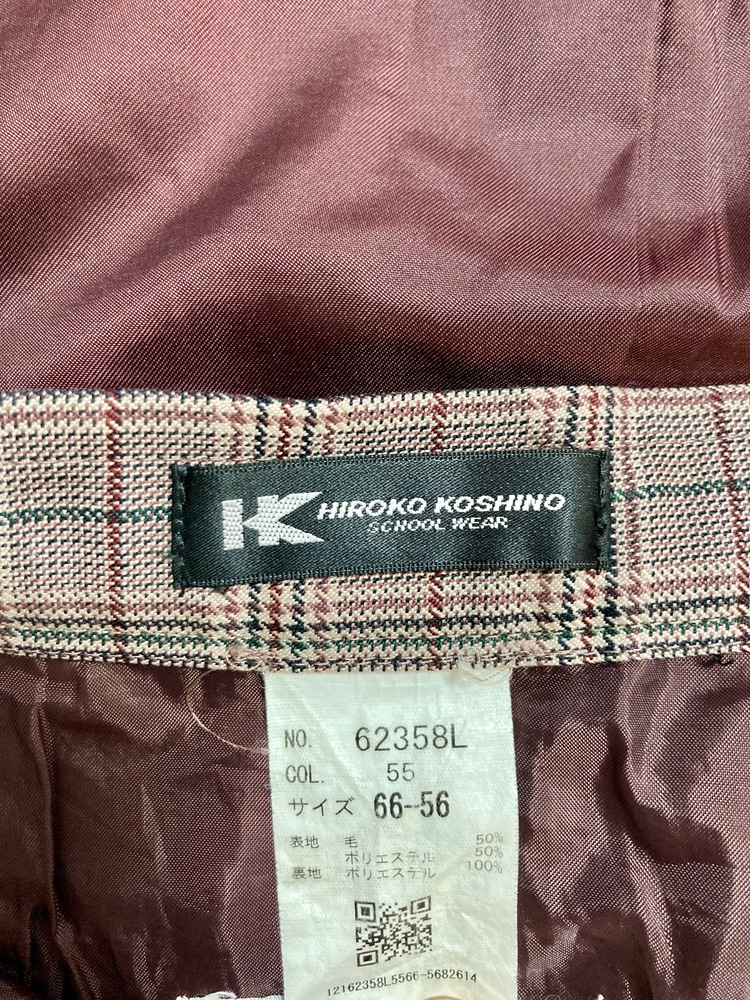 HK HIROKO KOSHINO
SCHOOL WEAR
NO. 62358L
COL. 55
サイズ 66-56
表地 毛 50%
ポリエステル 50%
裏地 ポリエステル 100%
12162358L5566-5682614